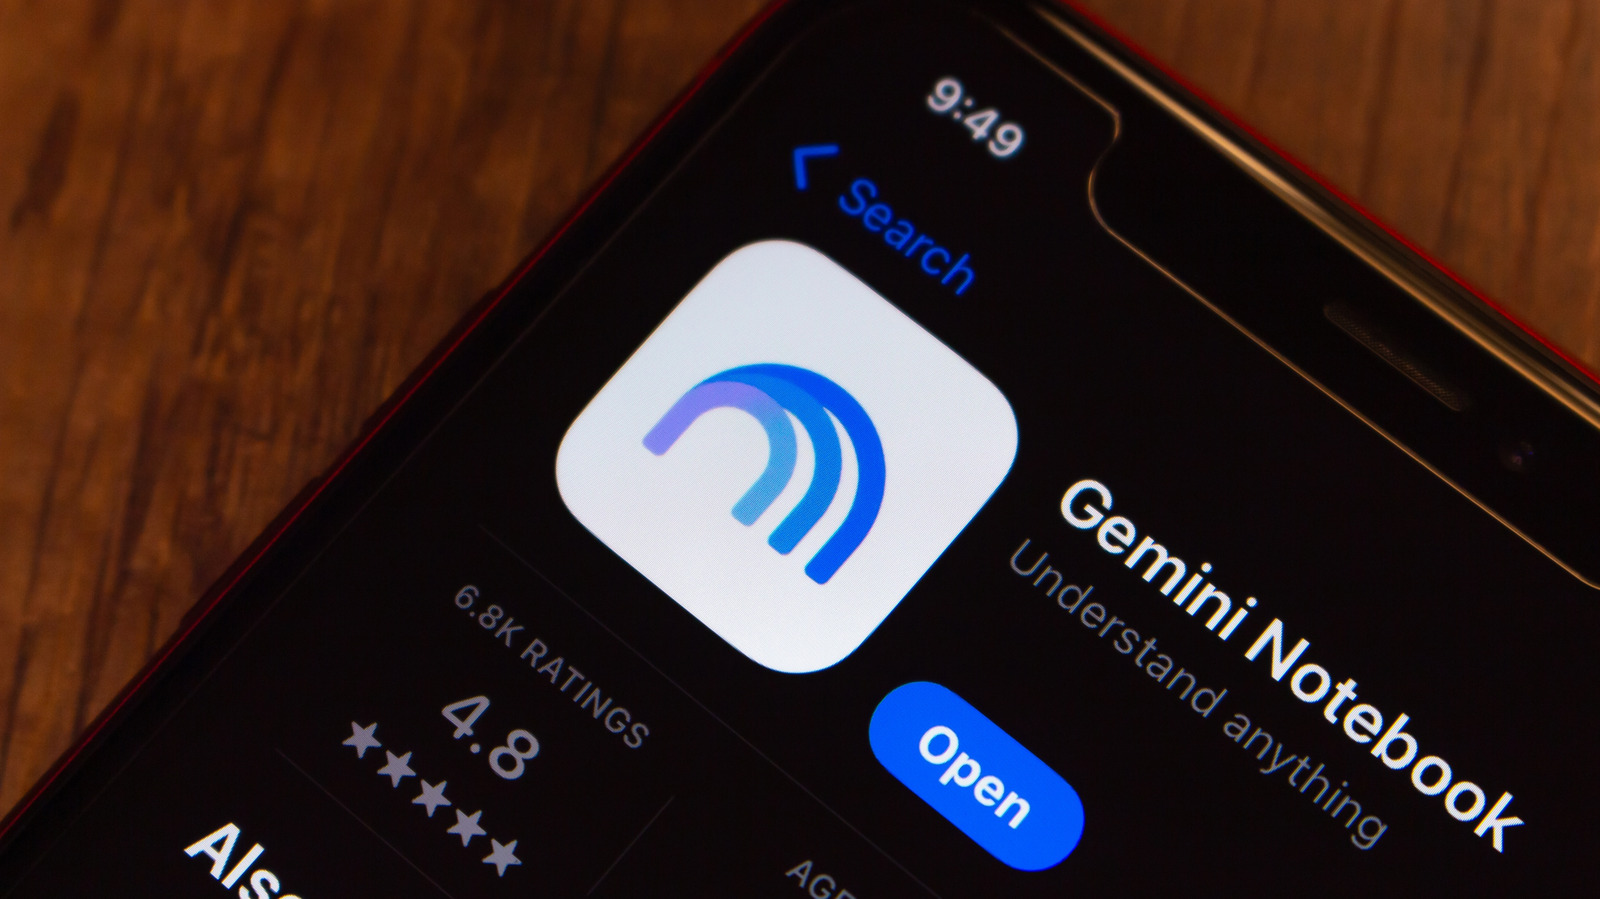 9:49
Search
Gemini Notebook
Understand anything
Open
6.8K RATINGS
4.8